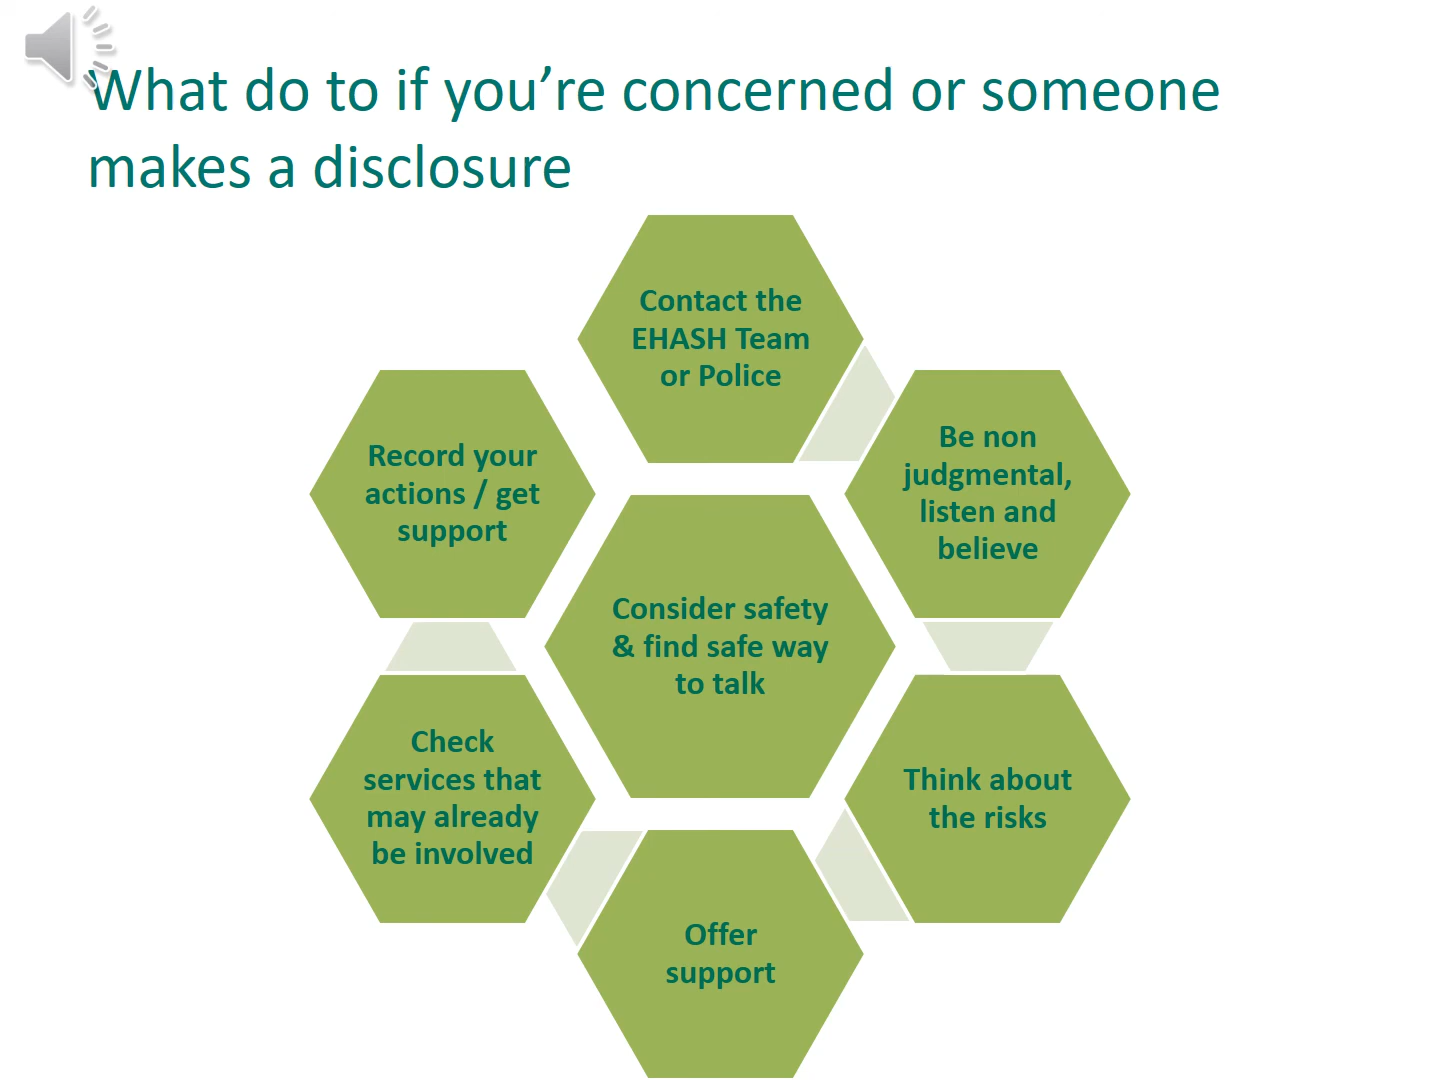 What do to if you’re concerned or someone
makes a disclosure
Contact the
EHASH Team
or Police
Be non
judgmental,
listen and
believe
Record your
actions / get
support
Consider safety
& find safe way
to talk
Think about
the risks
Check
services that
may already
be involved
Offer
support